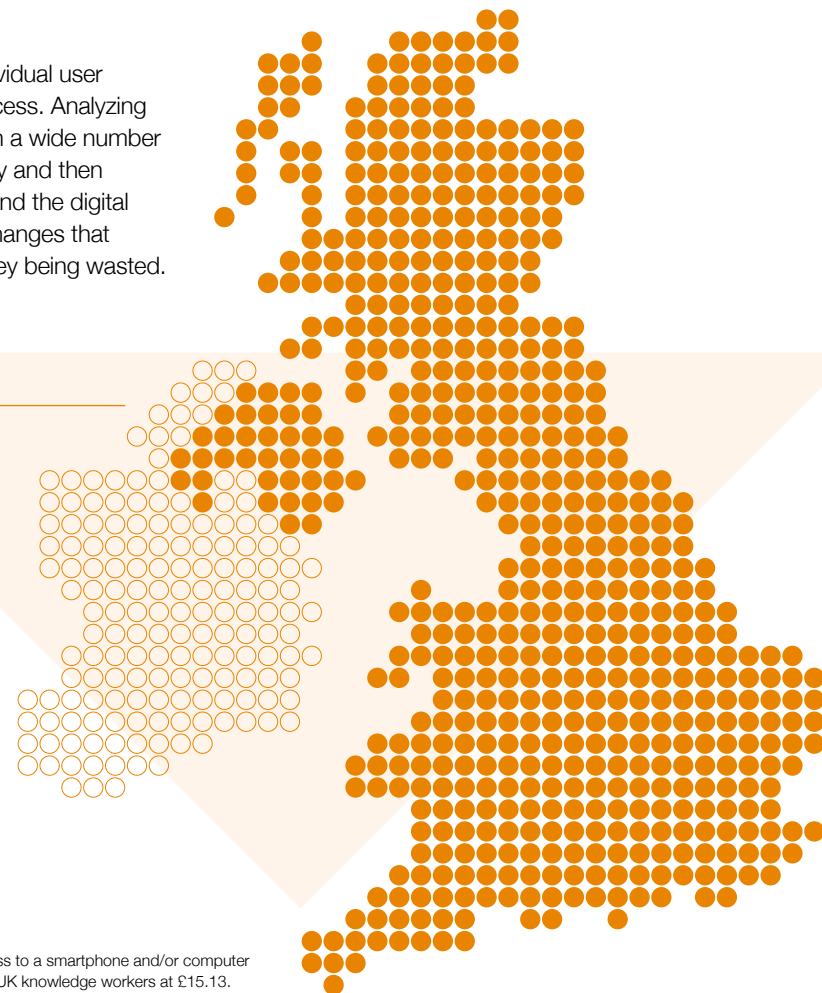 vidual user
cess. Analyzing
a wide number
y and then
nd the digital
hanges that
ey being wasted.
ss to a smartphone and/or computer
UK knowledge workers at £15.13.